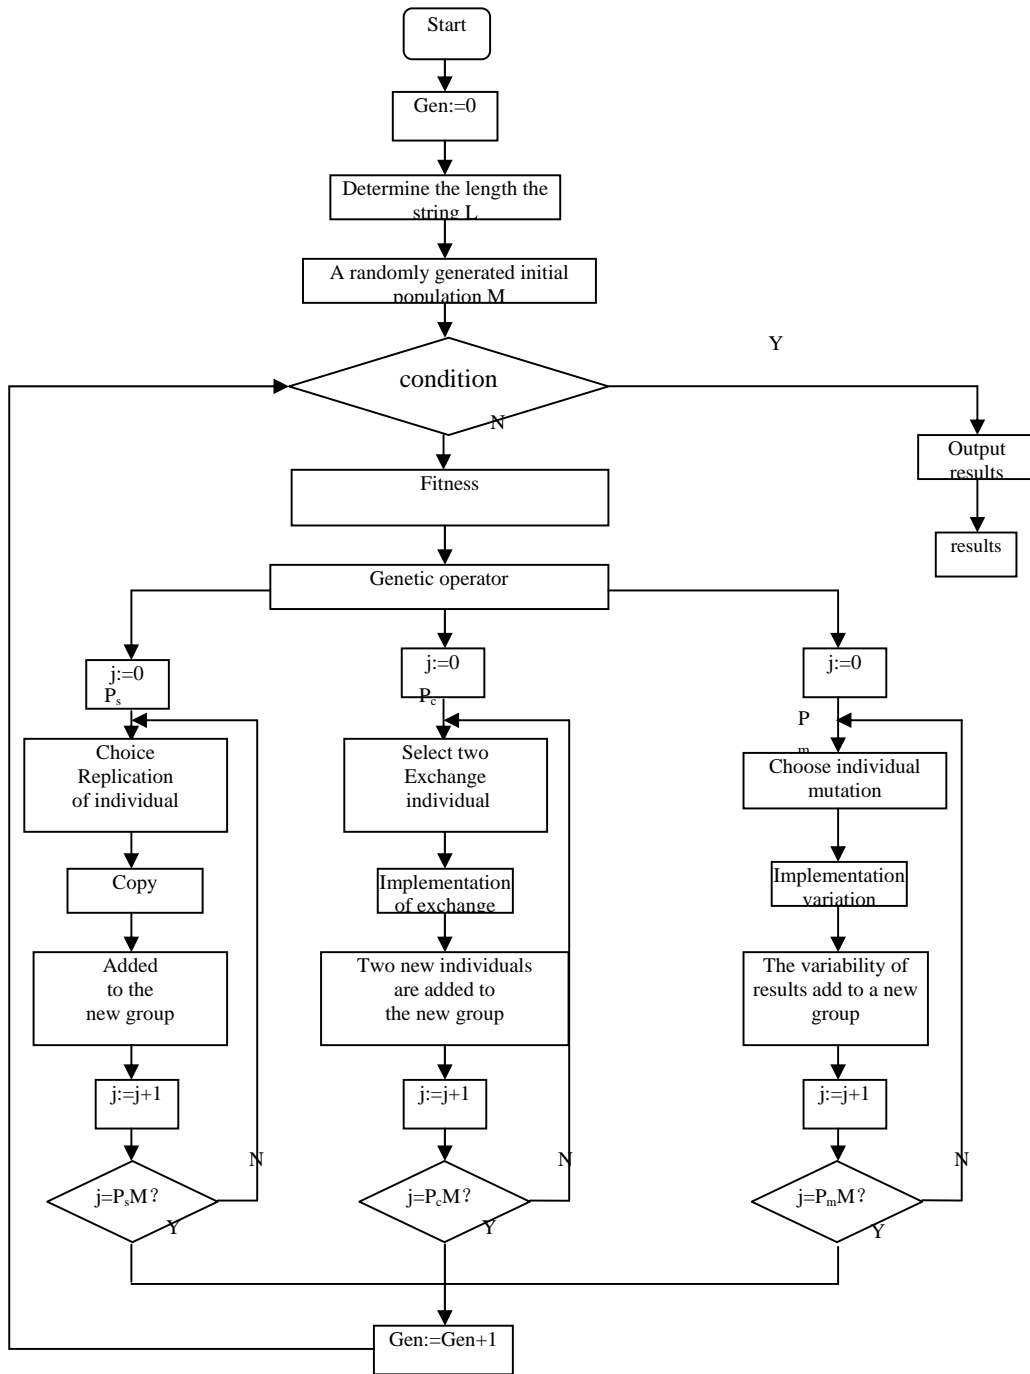 Start
Gen:=0
Determine the length the
string L
A randomly generated initial
population M
Y
condition
N
Output
results
results
Fitness
Genetic operator
j:=0
Ps
j:=0
Pc
j:=0
P
m
Choice
Replication
of individual
Select two
Exchange
individual
Choose individual
mutation
Copy
Implementation
of exchange
Implementation
variation
Added
to the
new group
Two new individuals
are added to
the new group
The variability of
results add to a new
group
j:=j+1
j:=j+1
j:=j+1
N
N
N
j=PsM?
j=PcM?
j=PmM?
Y
Y
Y
Gen:=Gen+1